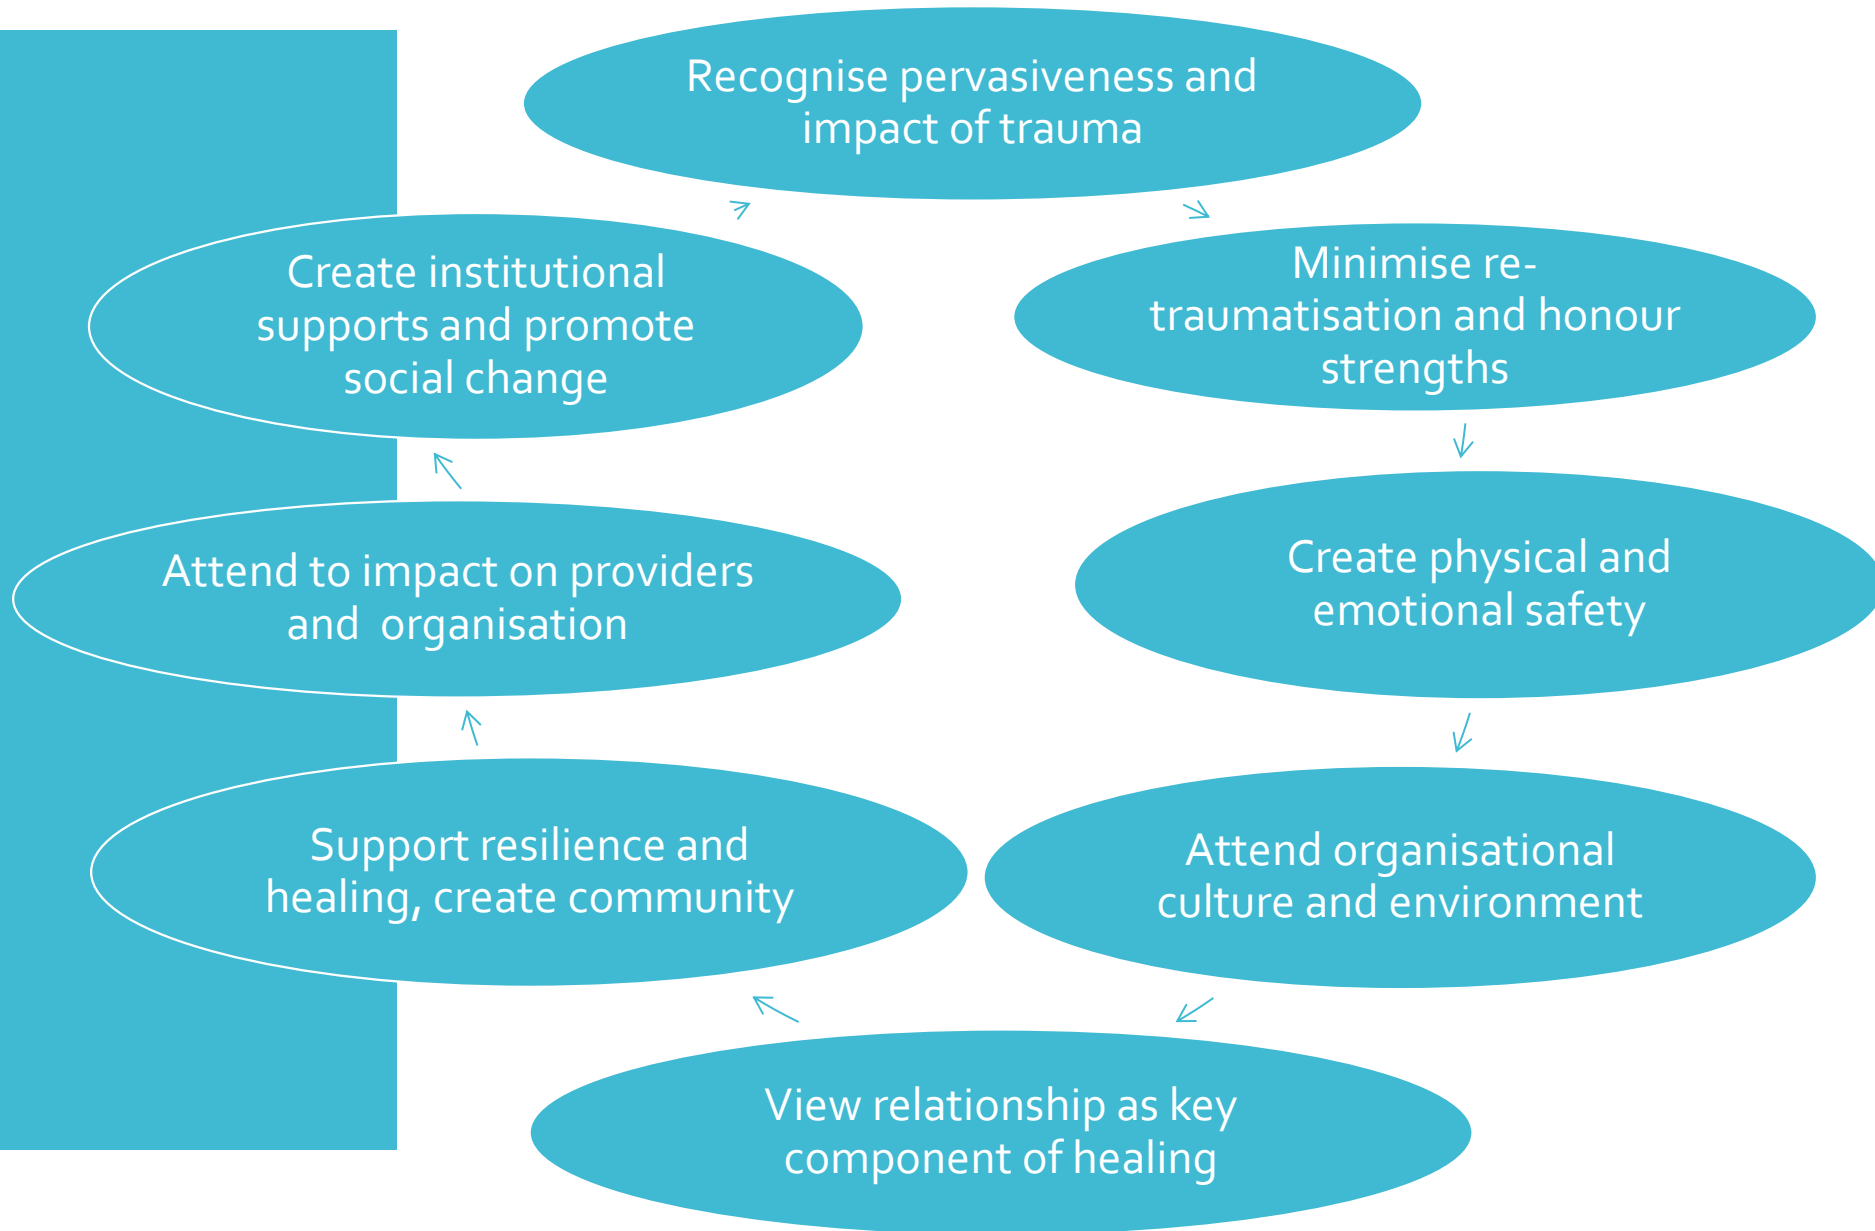 Recognise pervasiveness and
impact of trauma
Minimise re-
traumatisation and honour
strengths
Create physical and
emotional safety
Attend organisational
culture and environment
View relationship as key
component of healing
Support resilience and
healing, create community
Attend to impact on providers
and  organisation
Create institutional
supports and promote
social change